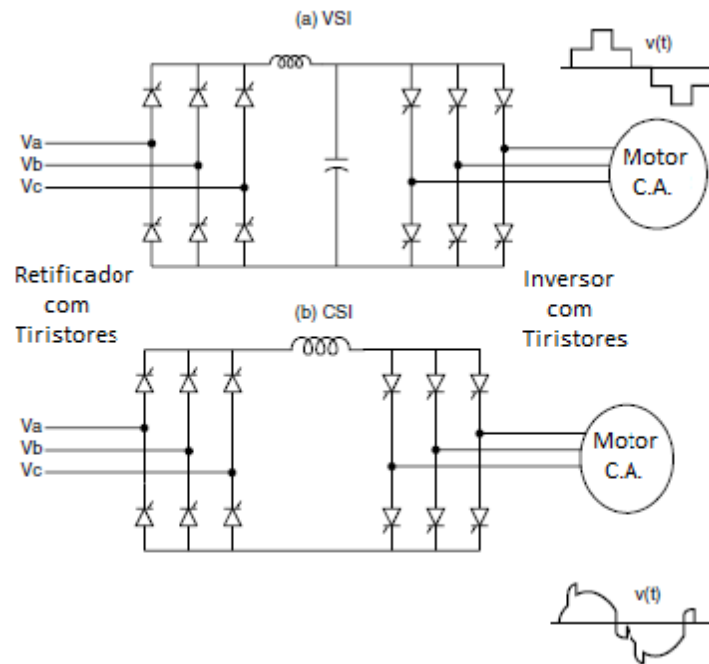 (a) VSI
v(t)
Va
Vb
Vc
Motor
C.A.
Retificador
com
Tiristores
Inversor
com
Tiristores
(b) CSI
Va
Vb
Vc
Motor
C.A.
v(t)